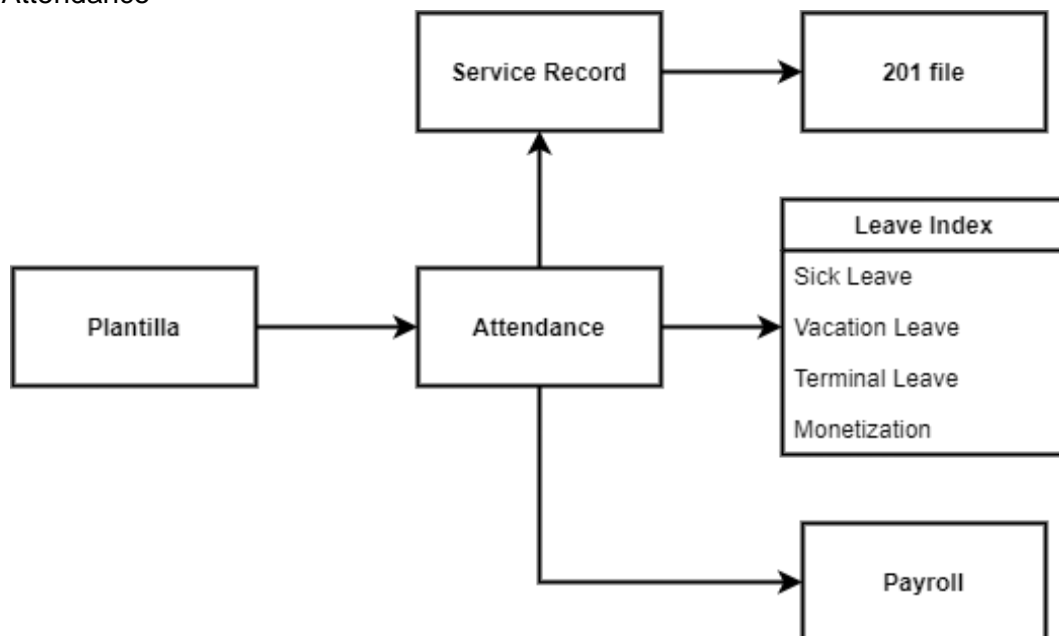 Attendance
Service Record
201 file
Leave Index
Sick Leave
Vacation Leave
Terminal Leave
Monetization
Plantilla
Attendance
Payroll